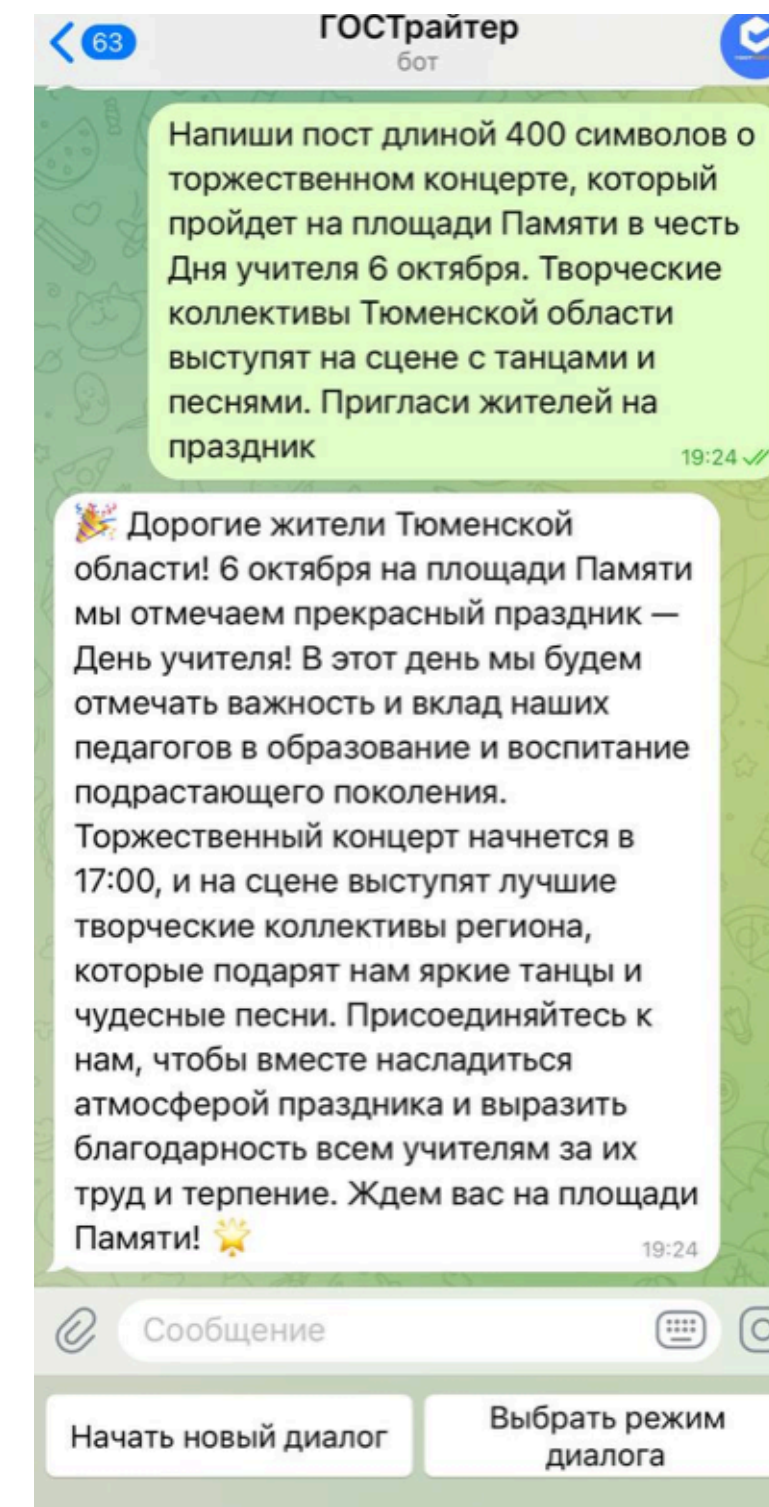 63
ГОСТрайтер
бот
Напиши пост длиной 400 символов о
торжественном концерте, который
пройдет на площади Памяти в честь
Дня учителя 6 октября. Творческие
коллективы Тюменской области
выступят на сцене с танцами и
песнями. Пригласи жителей на
праздник
19:24
🎉 Дорогие жители Тюменской
области! 6 октября на площади Памяти
мы отмечаем прекрасный праздник —
День учителя! В этот день мы будем
отмечать важность и вклад наших
педагогов в образование и воспитание
подрастающего поколения.
Торжественный концерт начнется в
17:00, и на сцене выступят лучшие
творческие коллективы региона,
которые подарят нам яркие танцы и
чудесные песни. Присоединяйтесь к
нам, чтобы вместе насладиться
атмосферой праздника и выразить
благодарность всем учителям за их
труд и терпение. Ждем вас на площади
Памяти! 🌟
19:24
Сообщение
Начать новый диалог
Выбрать режим
диалога